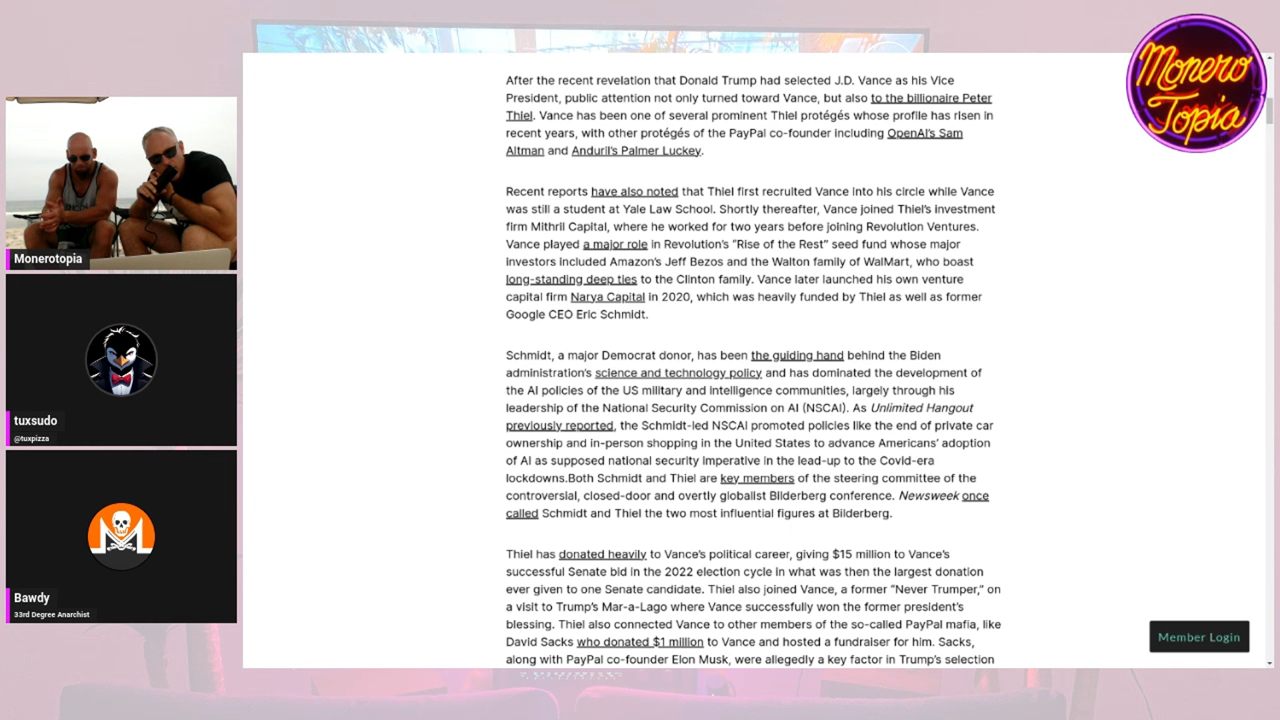 Monero
Topia
After the recent revelation that Donald Trump had selected J.D. Vance as his Vice
President, public attention not only turned toward Vance, but also to the billionaire Peter
Thiel. Vance has been one of several prominent Thiel protégés whose profile has risen in
recent years, with other protégés of the PayPal co-founder including OpenAI's Sam
Altman and Anduril's Palmer Luckey.
Recent reports have also noted that Thiel first recruited Vance into his circle while Vance
was still a student at Yale Law School. Shortly thereafter, Vance joined Thiel's investment
firm Mithril Capital, where he worked for two years before joining Revolution Ventures.
Vance played a major role in Revolution's “Rise of the Rest” seed fund whose major
investors included Amazon's Jeff Bezos and the Walton family of WalMart, who boast
long-standing deep ties to the Clinton family. Vance later launched his own venture
capital firm Narya Capital in 2020, which was heavily funded by Thiel as well as former
Google CEO Eric Schmidt.
Schmidt, a major Democrat donor, has been the guiding hand behind the Biden
administration's science and technology policy and has dominated the development of
the AI policies of the US military and intelligence communities, largely through his
leadership of the National Security Commission on AI (NSCAI). As Unlimited Hangout
previously reported, the Schmidt-led NSCAI promoted policies like the end of private car
ownership and in-person shopping in the United States to advance Americans' adoption
of AI as supposed national security imperative in the lead-up to the Covid-era
lockdowns.Both Schmidt and Thiel are key members of the steering committee of the
controversial, closed-door and overtly globalist Bilderberg conference. Newsweek once
called Schmidt and Thiel the two most influential figures at Bilderberg.
Thiel has donated heavily to Vance's political career, giving $15 million to Vance's
successful Senate bid in the 2022 election cycle in what was then the largest donation
ever given to one Senate candidate. Thiel also joined Vance, a former “Never Trumper,” on
a visit to Trump's Mar-a-Lago where Vance successfully won the former president's
blessing. Thiel also connected Vance to other members of the so-called PayPal mafia, like
David Sacks who donated $1 million to Vance and hosted a fundraiser for him. Sacks,
along with PayPal co-founder Elon Musk, were allegedly a key factor in Trump's selection
Member Login
Monerotopia
tuxsudo
@tuxpizza
M
Bawdy
33rd Degree Anarchist